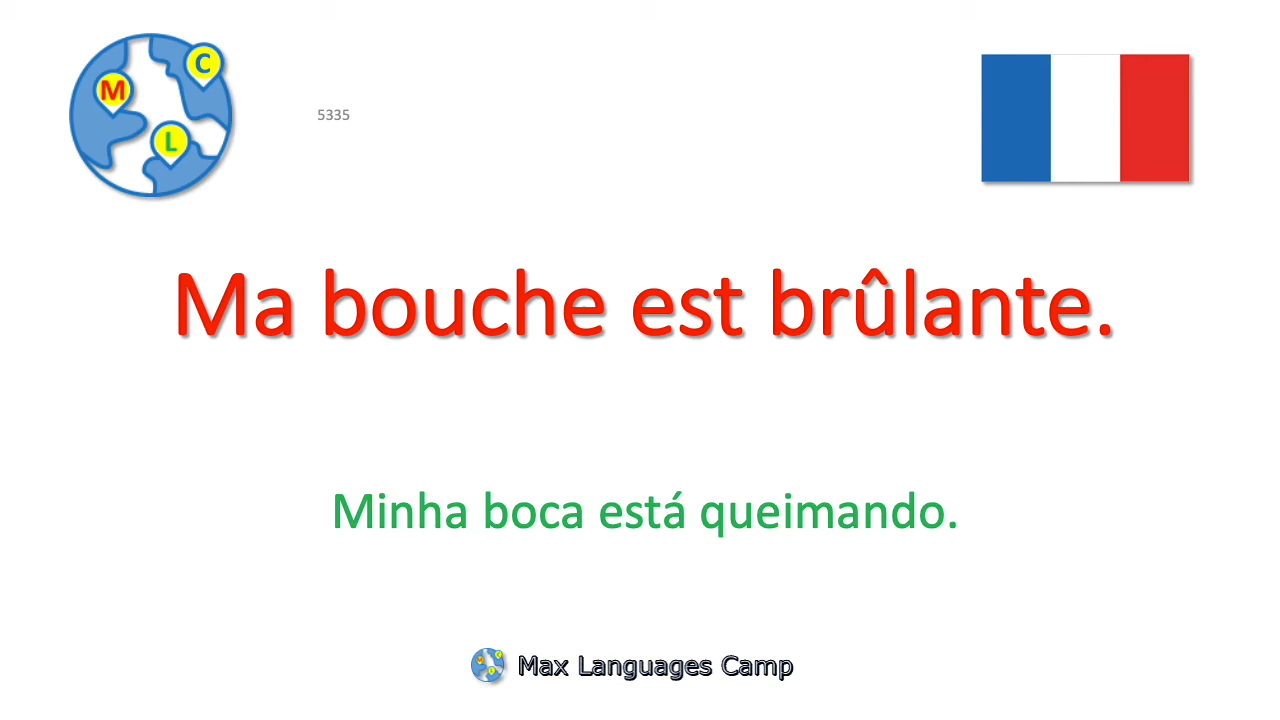 C
M
L
5335
Ma bouche est brûlante.
Minha boca está queimando.
Max Languages Camp